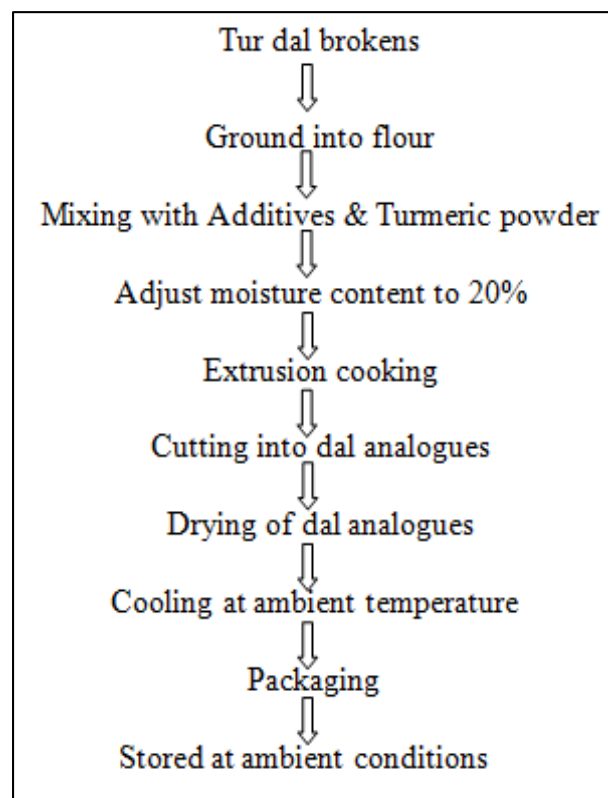 Tur dal brokens
Ground into flour
Mixing with Additives & Turmeric powder
Adjust moisture content to 20%
Extrusion cooking
Cutting into dal analogues
Drying of dal analogues
Cooling at ambient temperature
Packaging
Stored at ambient conditions